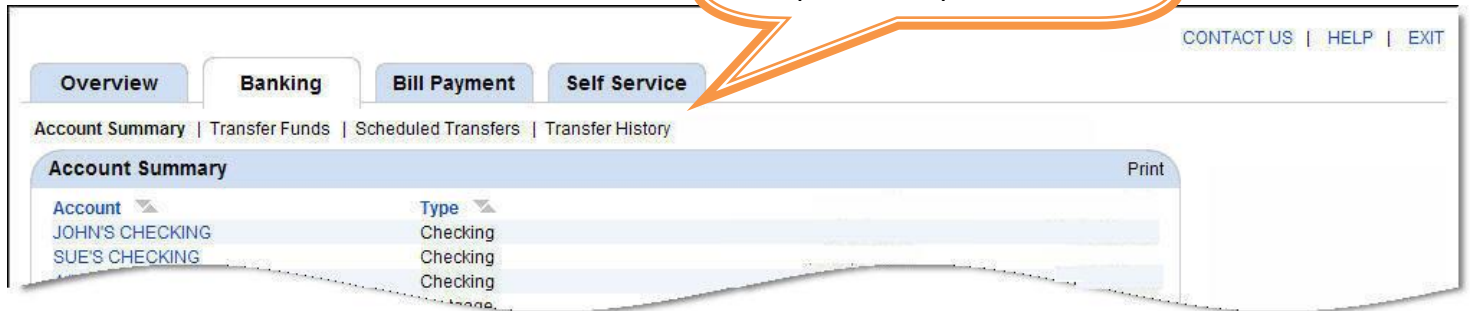 CONTACT US | HELP | EXIT
Overview Banking Bill Payment Self Service
Account Summary | Transfer Funds | Scheduled Transfers | Transfer History
Account Summary Print
Account Type
JOHN'S CHECKING Checking
SUE'S CHECKING Checking
Checking